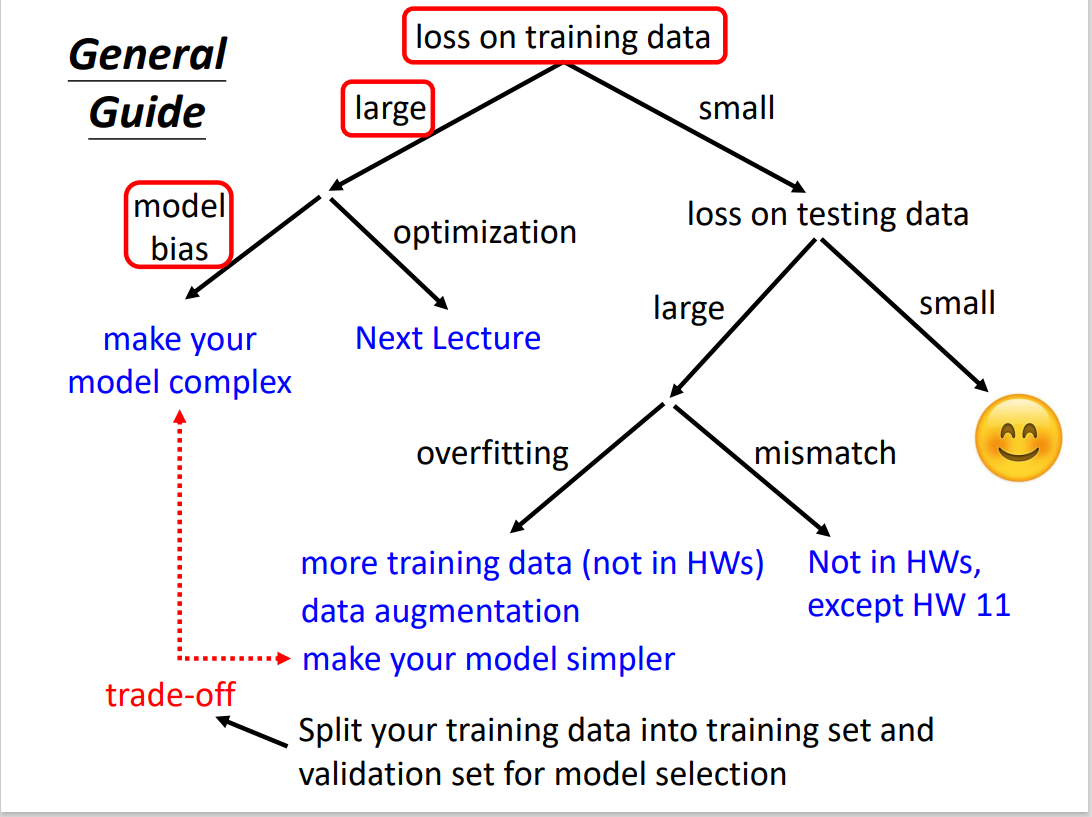 General
Guide
loss on training data
large
small
model
bias
optimization
loss on testing data
make your
model complex
Next Lecture
large
small
overfitting
mismatch
more training data (not in HWs)
data augmentation
make your model simpler
Not in HWs,
except HW 11
trade-off
Split your training data into training set and
validation set for model selection